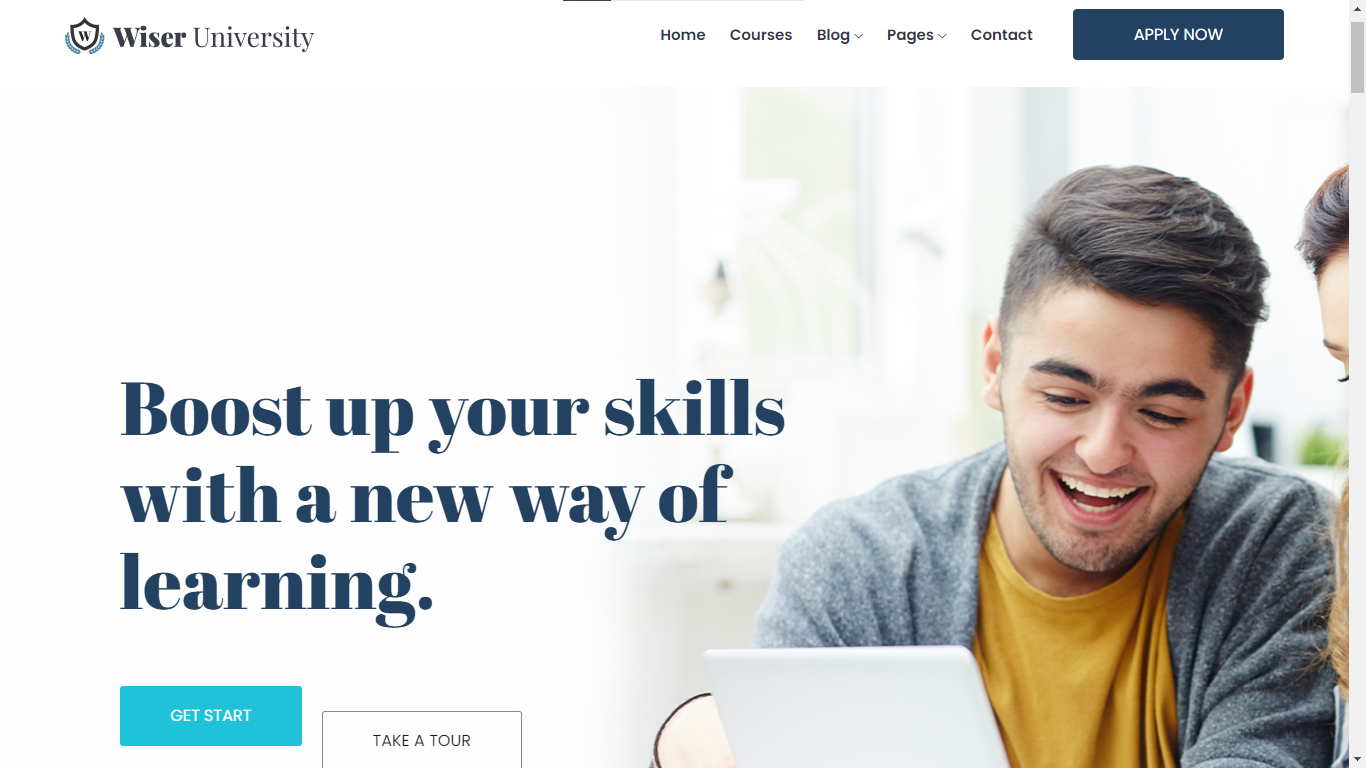 W Wiser University
Home Courses Blog Pages Contact APPLY NOW
Boost up your skills
with a new way of
learning.
GET START
TAKE A TOUR